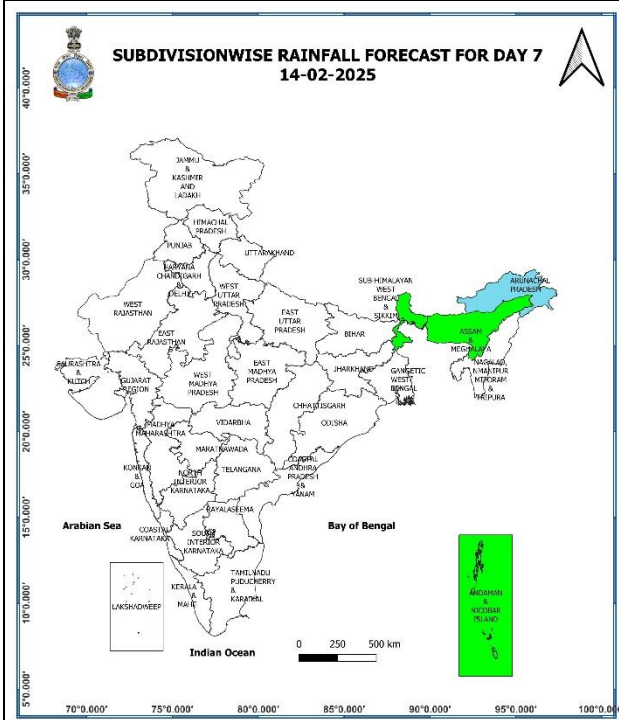 SUBDIVISIONWISE RAINFALL FORECAST FOR DAY 7
14-02-2025
40°0.000'
35°0.000'
30°0.000'
25°0.000'
20°0.000'
15°0.000'
10°0.000'
5°0.000'
JAMMU
&
KASHMIR
AND
LADAKH
HIMACHAL
PRADESH
PUNJAB
UTTARAKHAND
HARYANA
CHANDIGARH
&
DELHI
WEST
UTTAR
PRADESH
WEST
RAJASTHAN
EAST
RAJASTHAN
EAST
UTTAR
PRADESH
SUB-HIMALAYAN
WEST
BENGAL
&
SIKKIM
ARUNACHAL
PRADESH
ASSAM
&
MEGHALAYA
NAGALAND
MANIPUR
MIZORAM &
TRIPURA
BIHAR
JHARKHAND
GANGETIC
WEST
BENGAL
SAURASHTRA
&
KUTCH
GUJARAT
REGION
WEST
MADHYA
PRADESH
EAST
MADHYA
PRADESH
CHHATTISGARH
ODISHA
MADHYA
MAHARASHTRA
VIDARBHA
MARATHWADA
KONKAN
&
GOA
NORTH
INTERIOR
KARNATAKA
TELANGANA
COASTAL
ANDHRA
PRADESH
&
YANAM
RAYALASEEMA
COASTAL
KARNATAKA
SOUTH
INTERIOR
KARNATAKA
Arabian Sea
Bay of Bengal
KERALA
&
MAHE
TAMILNADU
PUDUCHERRY
&
KARAIKAL
LAKSHADWEEP
ANDAMAN
&
NICOBAR
ISLAND
Indian Ocean
0 250 500 km
70°0.000' 75°0.000' 80°0.000' 85°0.000' 90°0.000' 95°0.000' 100°0.0